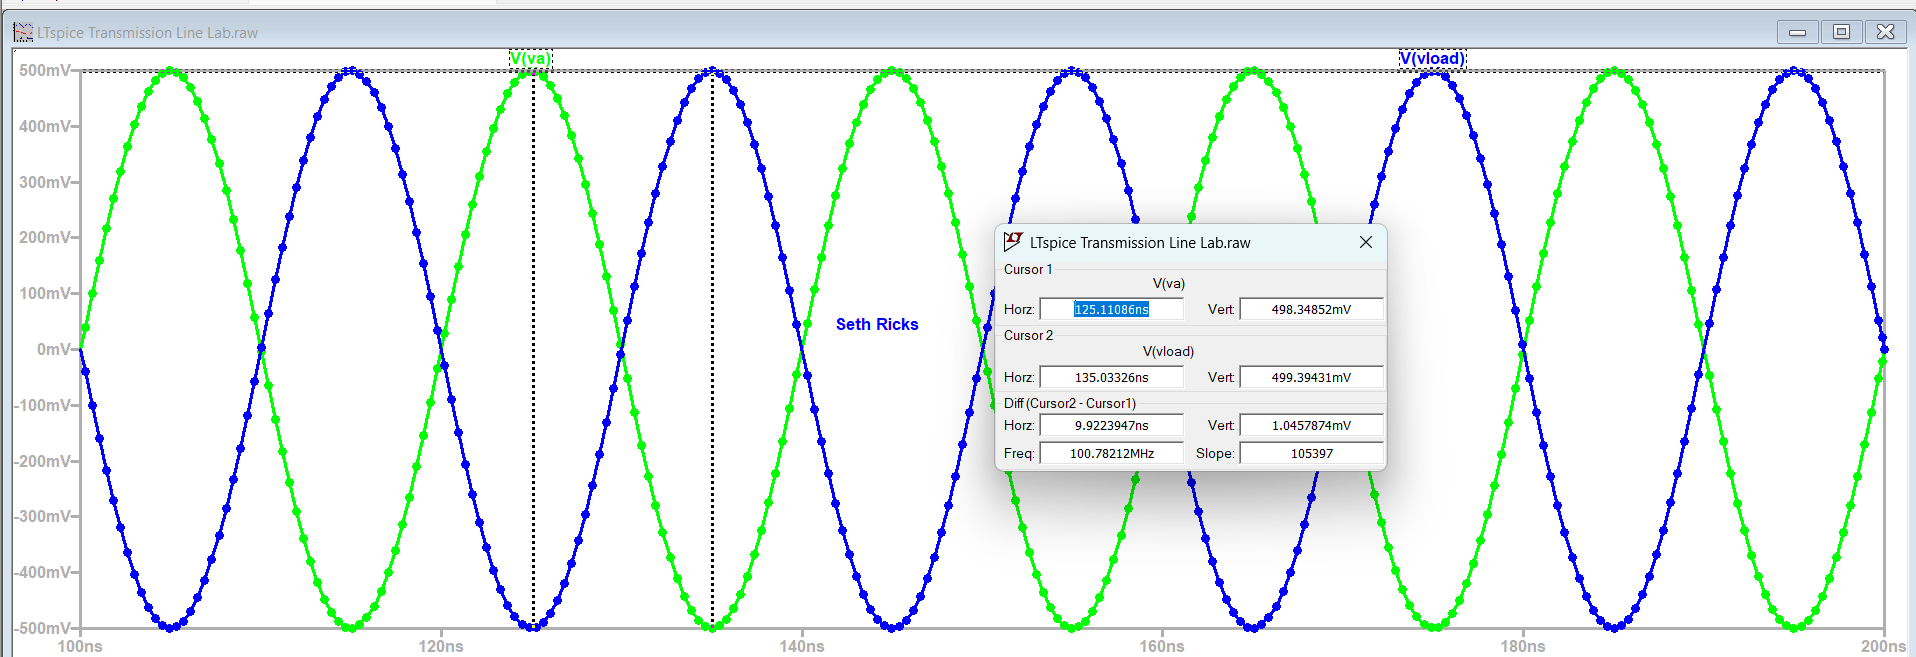 LTspice Transmission Line Lab.raw
V(va)
V(vload)
500mV
400mV
300mV
200mV
100mV
0mV
-100mV
-200mV
-300mV
-400mV
-500mV
100ns
120ns
140ns
160ns
180ns
200ns
Seth Ricks
LTspice Transmission Line Lab.raw
Cursor 1
V(va)
Horz: 125.11086ns Vert: 498.34852mV
Cursor 2
V(vload)
Horz: 135.03326ns Vert: 499.39431mV
Diff (Cursor2 - Cursor1)
Horz: 9.9223947ns Vert: 1.0457874mV
Freq: 100.78212MHz Slope: 105397